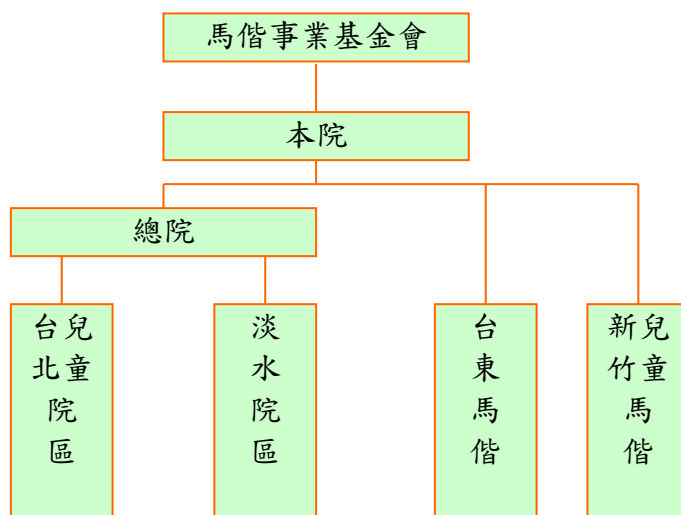 馬偕事業基金會
本院
總院
台兒
北童
院
區
淡
水
院
區
台
東
馬
偕
新兒
竹童
馬
偕